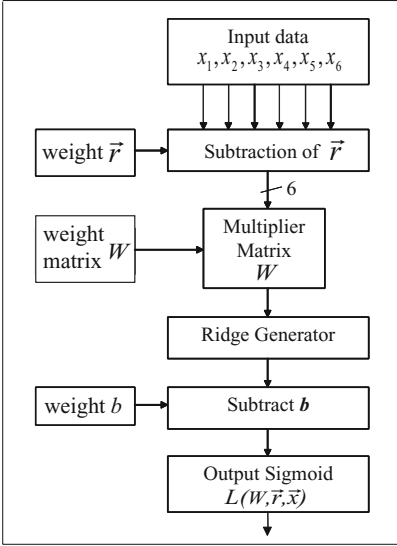 Input data
x₁, x₂, x₃, x₄, x₅, x₆
weight r⃗
Subtraction of r⃗
6
weight
matrix W
Multiplier
Matrix
W
Ridge Generator
weight b
Subtract b
Output Sigmoid
L(W,r⃗,x⃗)